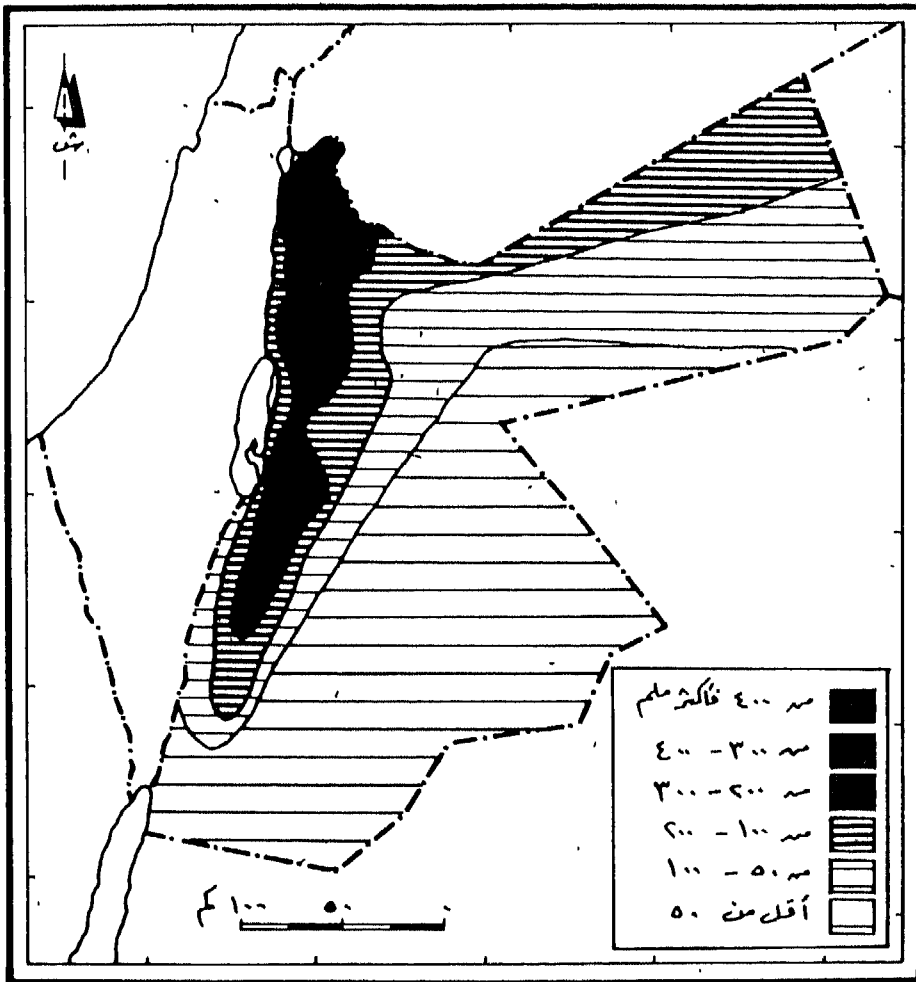 ش
من ٤٠٠ فأكثر ملم
من ٣٠٠ - ٤٠٠
من ٢٠٠ - ٣٠٠
من ١٠٠ - ٢٠٠
من ٥٠ - ١٠٠
أقل من ٥٠
٠ ٥٠ ١٠٠ كم